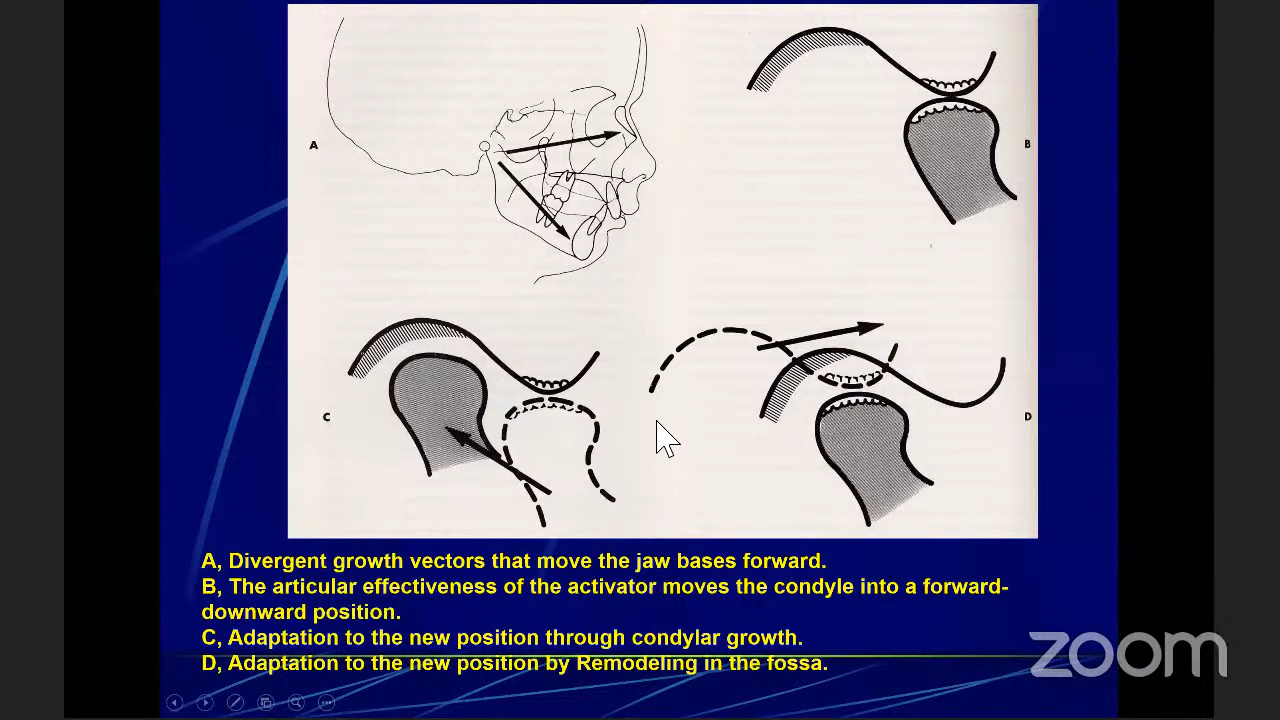 A
B
C
D
A, Divergent growth vectors that move the jaw bases forward.
B, The articular effectiveness of the activator moves the condyle into a forward-
downward position.
C, Adaptation to the new position through condylar growth.
D, Adaptation to the new position by Remodeling in the fossa.
zoom